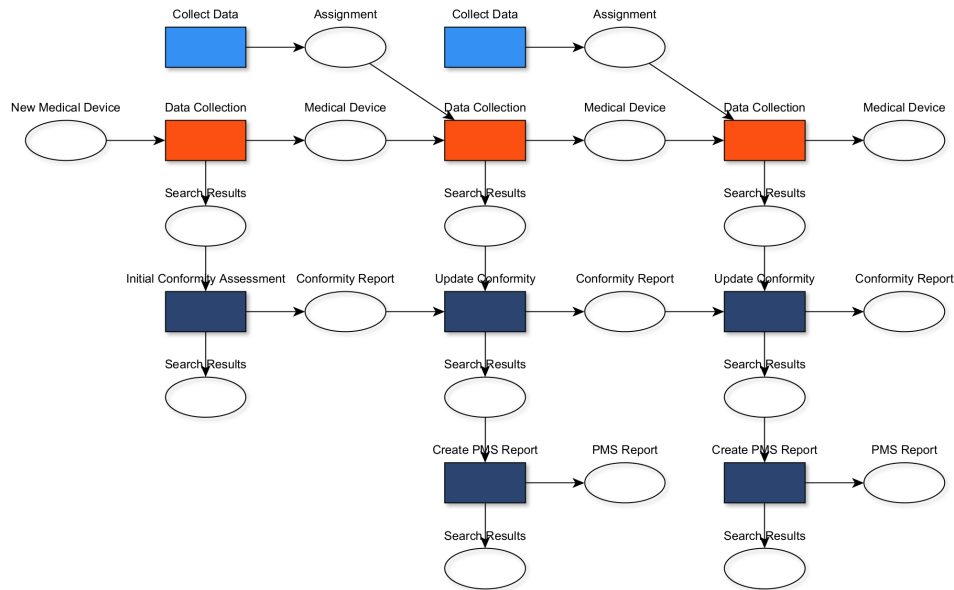 Collect Data
Assignment
Collect Data
Assignment
New Medical Device
Data Collection
Medical Device
Data Collection
Medical Device
Data Collection
Medical Device
Search Results
Search Results
Search Results
Initial Conformity Assessment
Conformity Report
Update Conformity
Conformity Report
Update Conformity
Conformity Report
Search Results
Search Results
Search Results
Create PMS Report
PMS Report
Create PMS Report
PMS Report
Search Results
Search Results